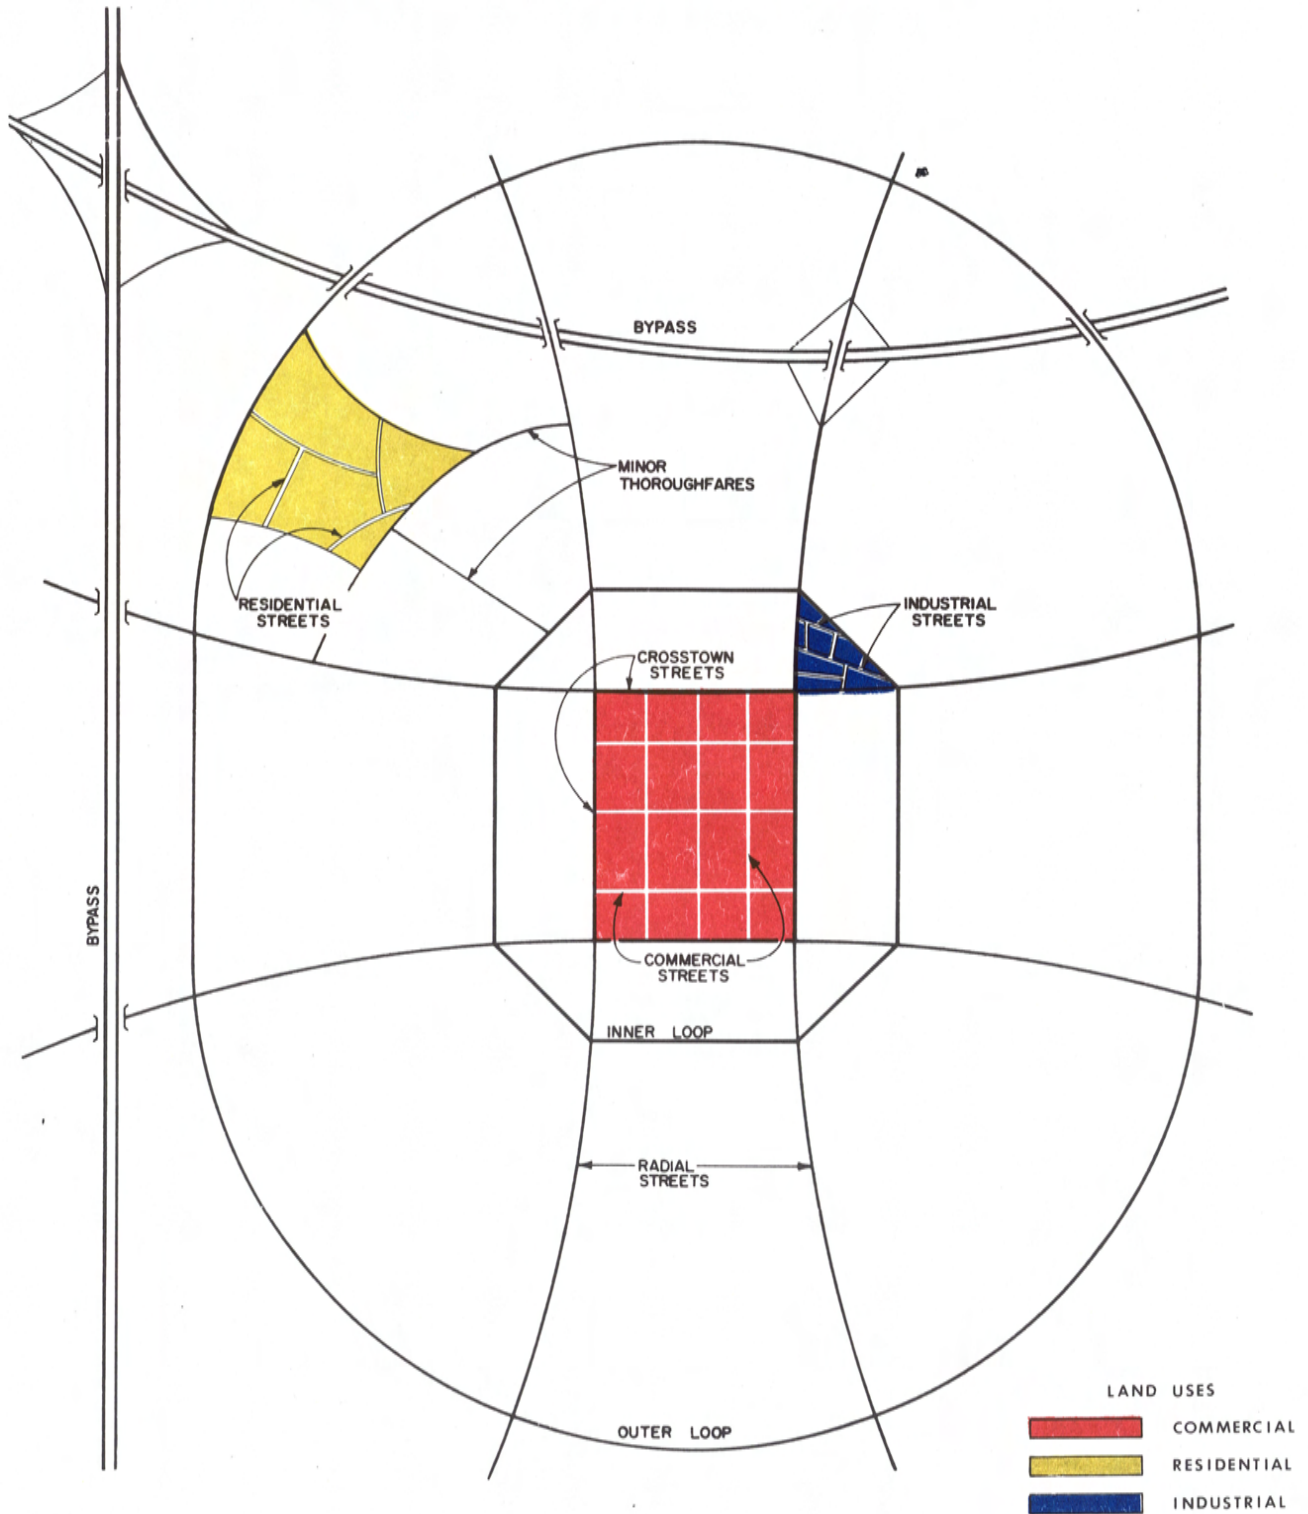 BYPASS
MINOR
THOROUGHFARES
RESIDENTIAL
STREETS
INDUSTRIAL
STREETS
CROSSTOWN
STREETS
BYPASS
COMMERCIAL
STREETS
INNER LOOP
RADIAL
STREETS
OUTER LOOP
LAND USES
COMMERCIAL
RESIDENTIAL
INDUSTRIAL